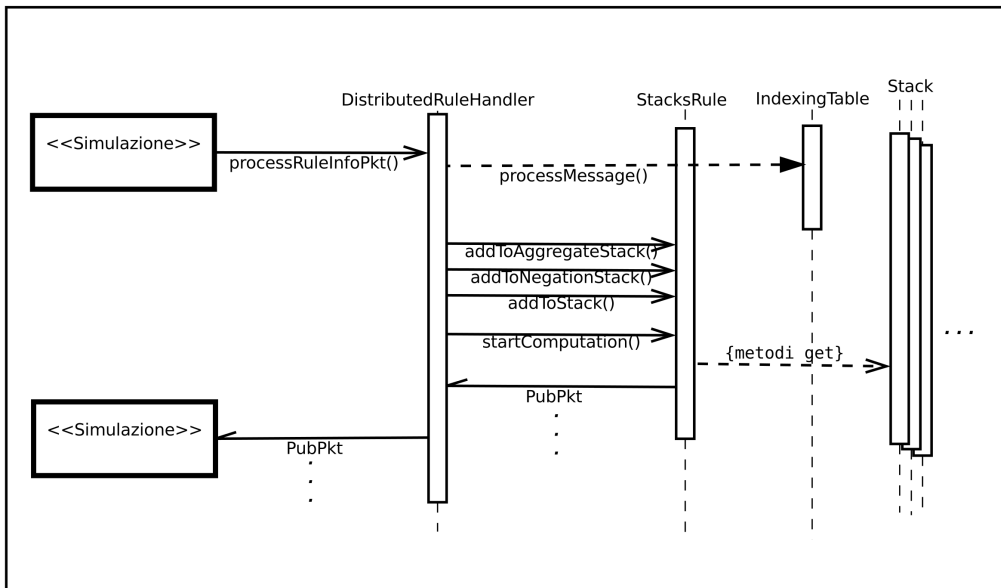 Stack
DistributedRuleHandler
StacksRule
IndexingTable
<<Simulazione>>
processRuleInfoPkt()
processMessage()
addToAggregateStack()
addToNegationStack()
addToStack()
. . .
startComputation()
{metodi get}
PubPkt
<<Simulazione>>
PubPkt